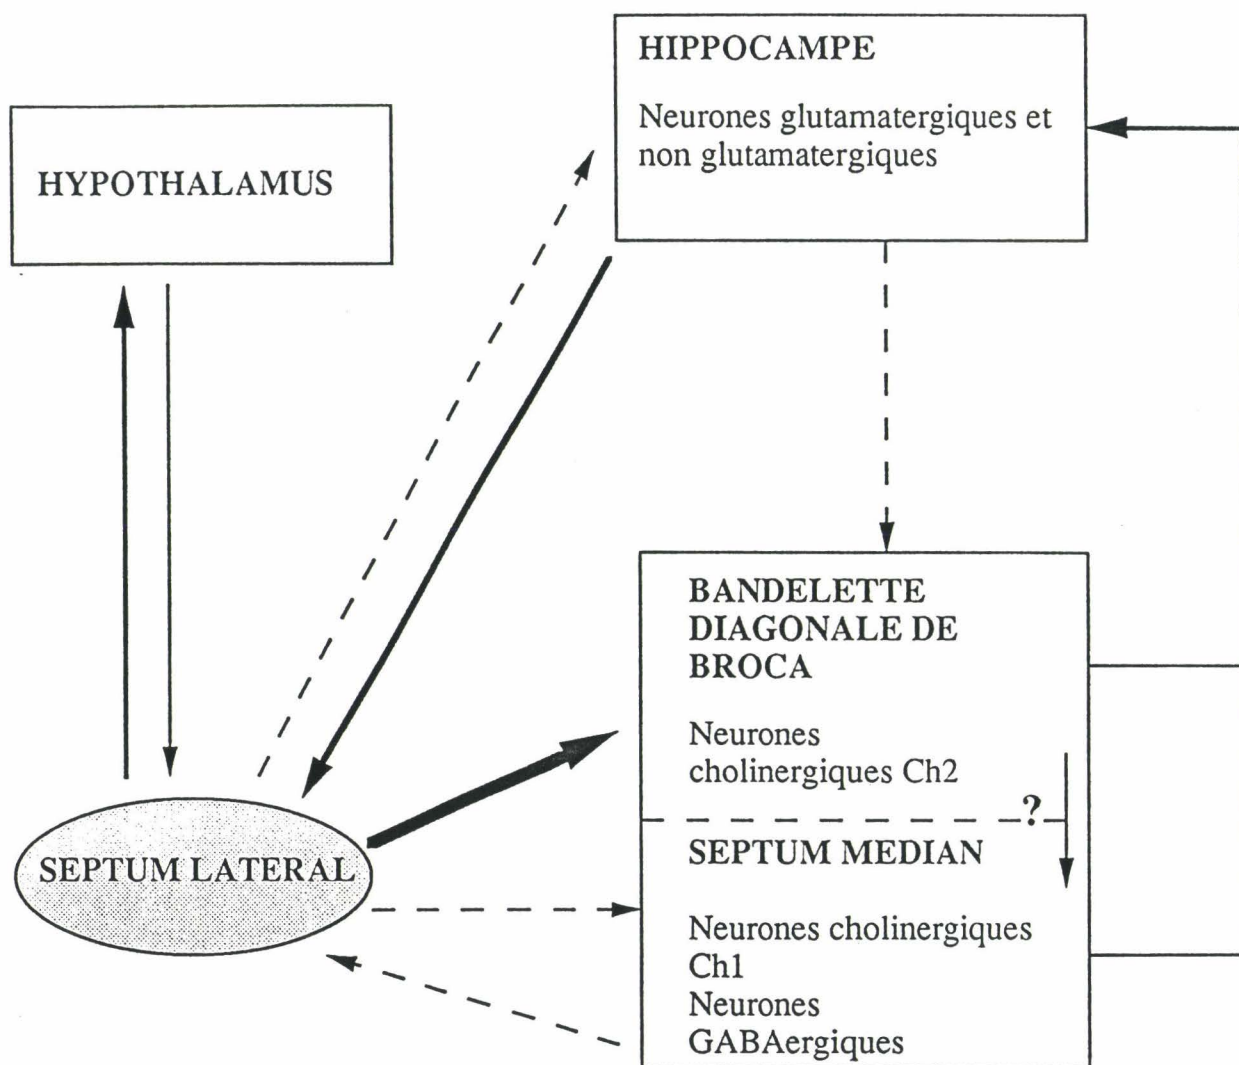 HIPPOCAMPE
Neurones glutamatergiques et
non glutamatergiques
HYPOTHALAMUS
BANDELETTE
DIAGONALE DE
BROCA
Neurones
cholinergiques Ch2
?
SEPTUM LATERAL
SEPTUM MEDIAN
Neurones cholinergiques
Ch1
Neurones
GABAergiques